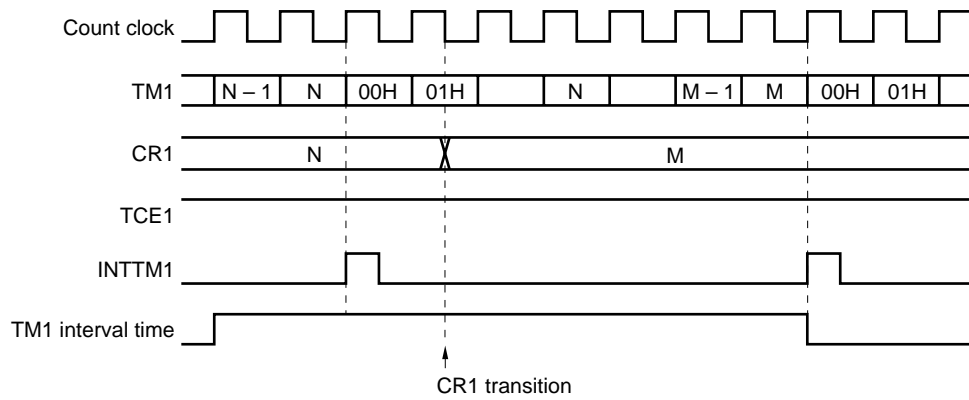 Count clock
TM1 N – 1 N 00H 01H N M – 1 M 00H 01H
CR1 N M
TCE1
INTTM1
TM1 interval time
CR1 transition